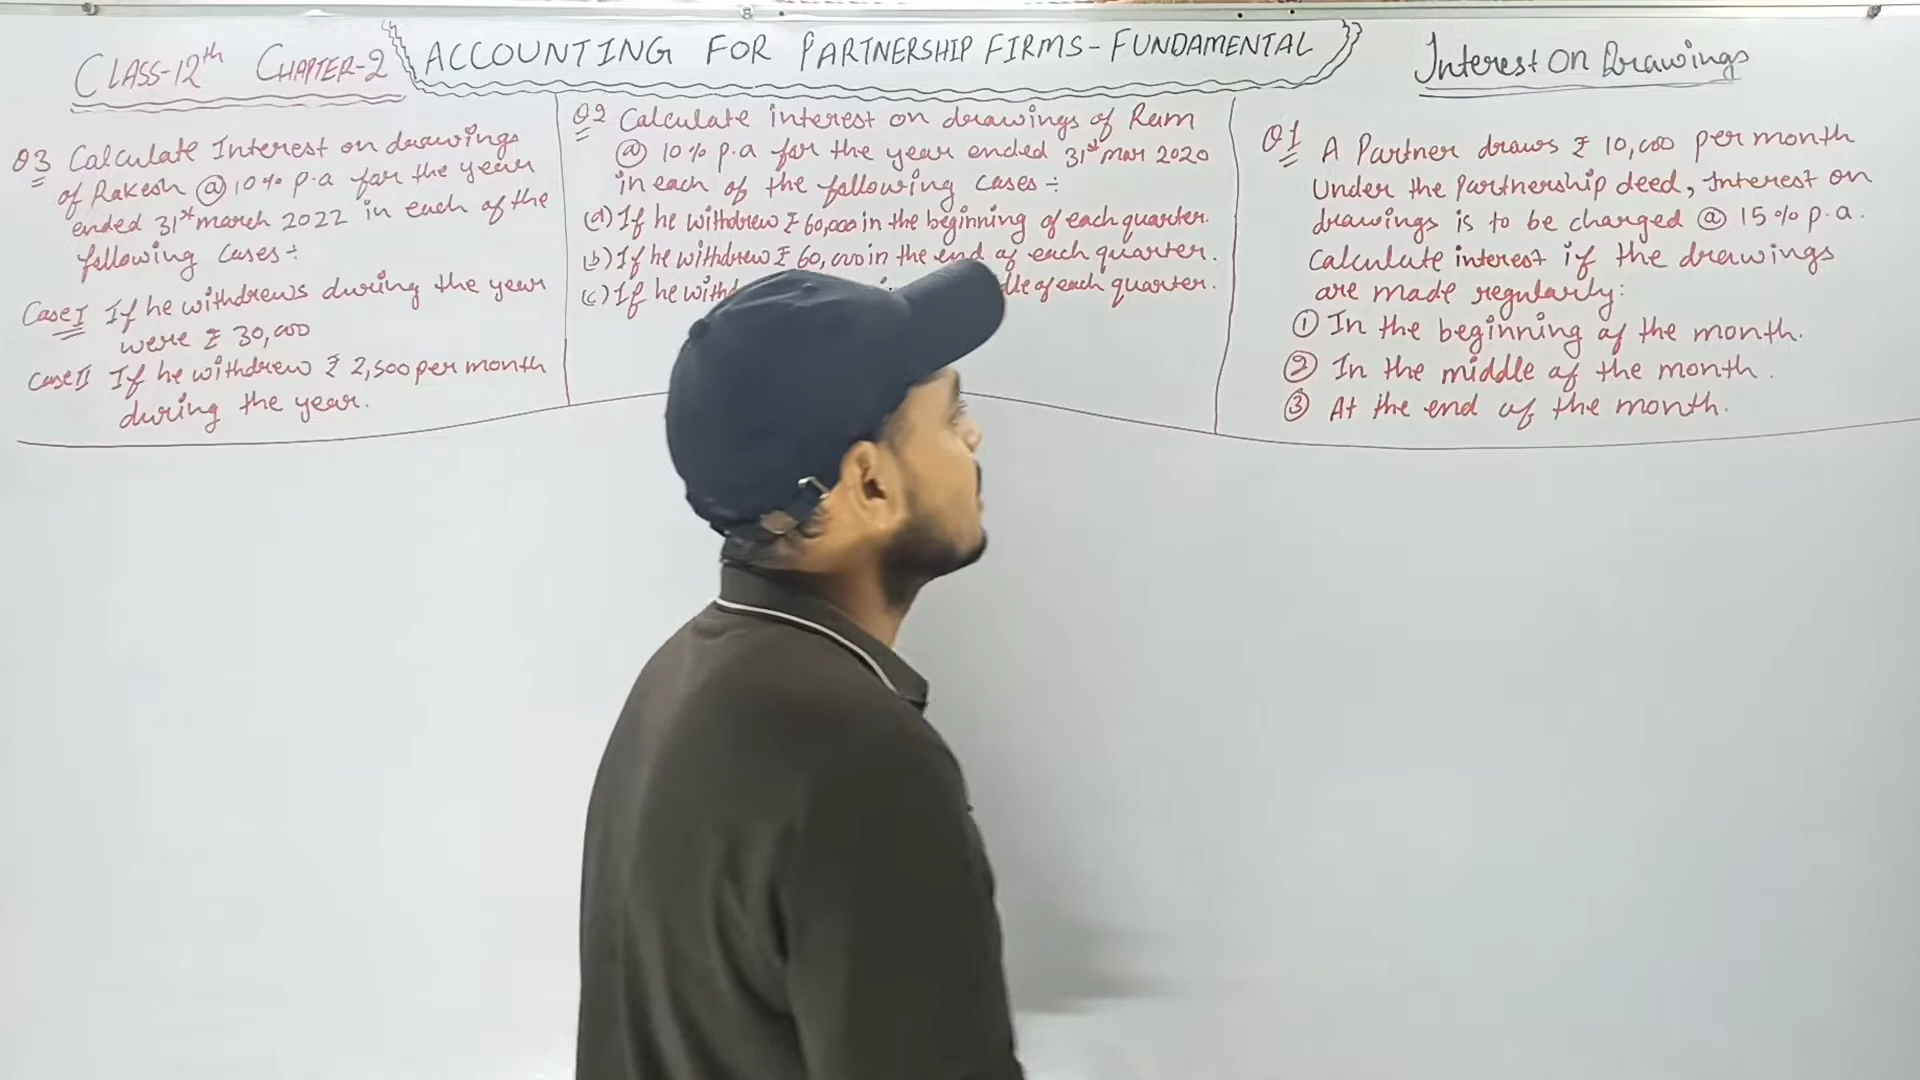 CLASS-12th CHAPTER-2
ACCOUNTING FOR PARTNERSHIP FIRMS-FUNDAMENTAL
Interest On Drawings
Q1 A Partner draws ₹ 10,000 per month
Under the Partnership deed, Interest on
drawings is to be charged @ 15% p.a.
Calculate interest if the drawings
are made regularly:
① In the beginning of the month.
② In the middle of the month.
③ At the end of the month.
Q2 Calculate interest on drawings of Ram
@ 10% p.a for the year ended 31st Mar 2020
in each of the following Cases ÷
(a) If he withdrew ₹ 60,000 in the beginning of each quarter.
(b) If he withdrew ₹ 60,000 in the end of each quarter.
(c) If he of each quarter.
Q3 Calculate Interest on drawings
of Rakesh @ 10% p.a for the year
ended 31st march 2022 in each of the
following Cases ÷
Case I If he withdrews during the year
were ₹ 30,000
Case II If he withdrew ₹ 2,500 per month
during the year.